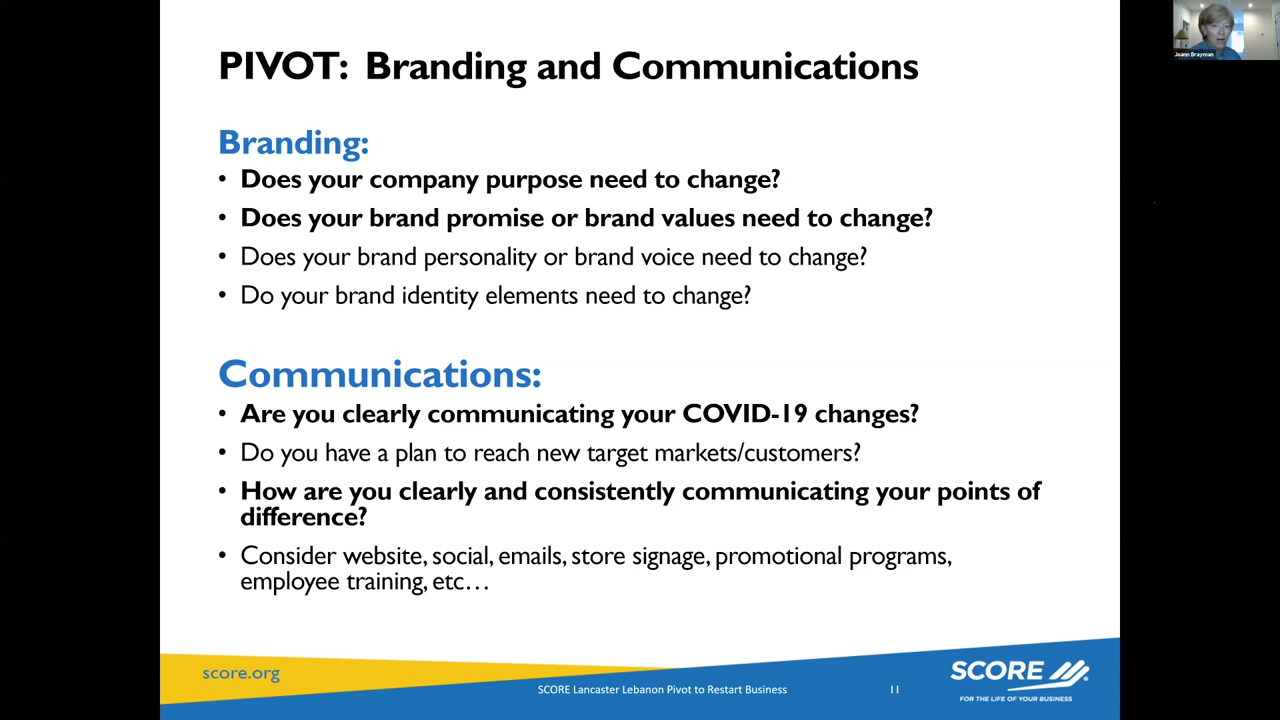 PIVOT: Branding and Communications
Joann Brayman
Branding:
• Does your company purpose need to change?
• Does your brand promise or brand values need to change?
• Does your brand personality or brand voice need to change?
• Do your brand identity elements need to change?
Communications:
• Are you clearly communicating your COVID-19 changes?
• Do you have a plan to reach new target markets/customers?
• How are you clearly and consistently communicating your points of
difference?
• Consider website, social, emails, store signage, promotional programs,
employee training, etc…
score.org
SCORE Lancaster Lebanon Pivot to Restart Business
11
SCORE
FOR THE LIFE OF YOUR BUSINESS